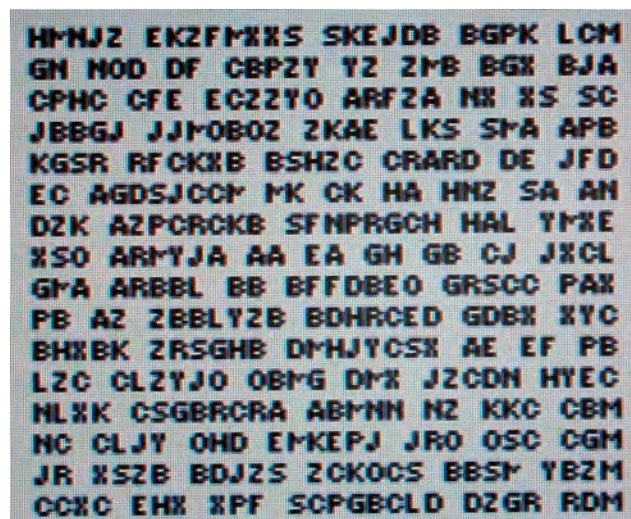 HMNJZ EKZFMXXS SKEJDB BGPK LCM
GN NOD DF CBPZY YZ ZMB BGX BJA
CPHC CFE ECZZYO ARFZA NX XS SC
JBBGJ JJMOBOZ ZKAE LKS SMA APB
KGSR RFCKXB BSHZC CRARD DE JFD
EC AGDSJCCM MK CK HA HNZ SA AN
DZK AZPCRCKB SFNPRGCH HAL YMXE
XSO ARMYJA AA EA GH GB CJ JXCL
GMA ARBBL BB BFFDBEO GRSCC PAX
PB AZ ZBBLYZB BDHRCED GDBX XYC
BHXBK ZRSGHB DMHJYCSX AE EF PB
LZC CLZYJO OBMG DMX JZCDN HYEC
NLXK CSGBRCRA ABMNN NZ KKC CBM
NC CLJY OHD EMKEPJ JRO OSC CGM
JR XSZB BDJZS ZCKOCS BBSM YBZM
CCXC EHX XPF SCPGBCLD DZGR RDM